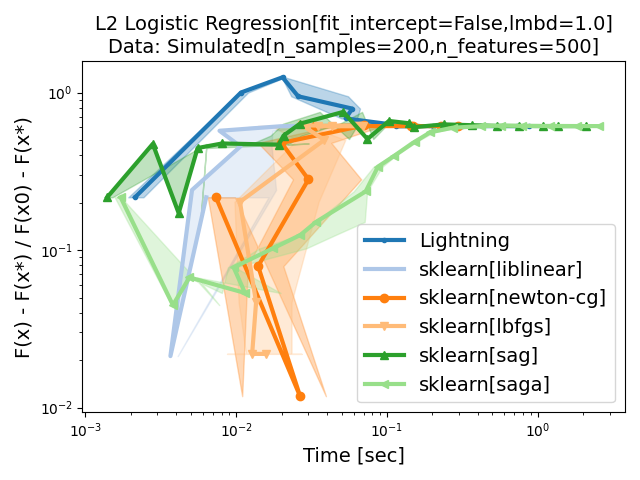 L2 Logistic Regression[fit_intercept=False,lmbd=1.0]
Data: Simulated[n_samples=200,n_features=500]
F(x) - F(x*) / F(x0) - F(x*)
10⁰
10⁻¹
10⁻²
Lightning
sklearn[liblinear]
sklearn[newton-cg]
sklearn[lbfgs]
sklearn[sag]
sklearn[saga]
10⁻³ 10⁻² 10⁻¹ 10⁰
Time [sec]